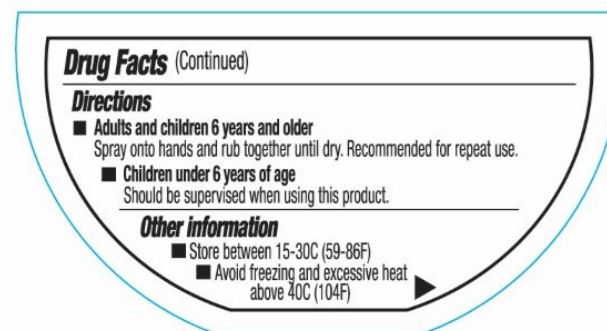 Drug Facts (Continued)
Directions
■ Adults and children 6 years and older
Spray onto hands and rub together until dry. Recommended for repeat use.
■ Children under 6 years of age
Should be supervised when using this product.
Other information
■ Store between 15-30C (59-86F)
■ Avoid freezing and excessive heat
above 40C (104F)